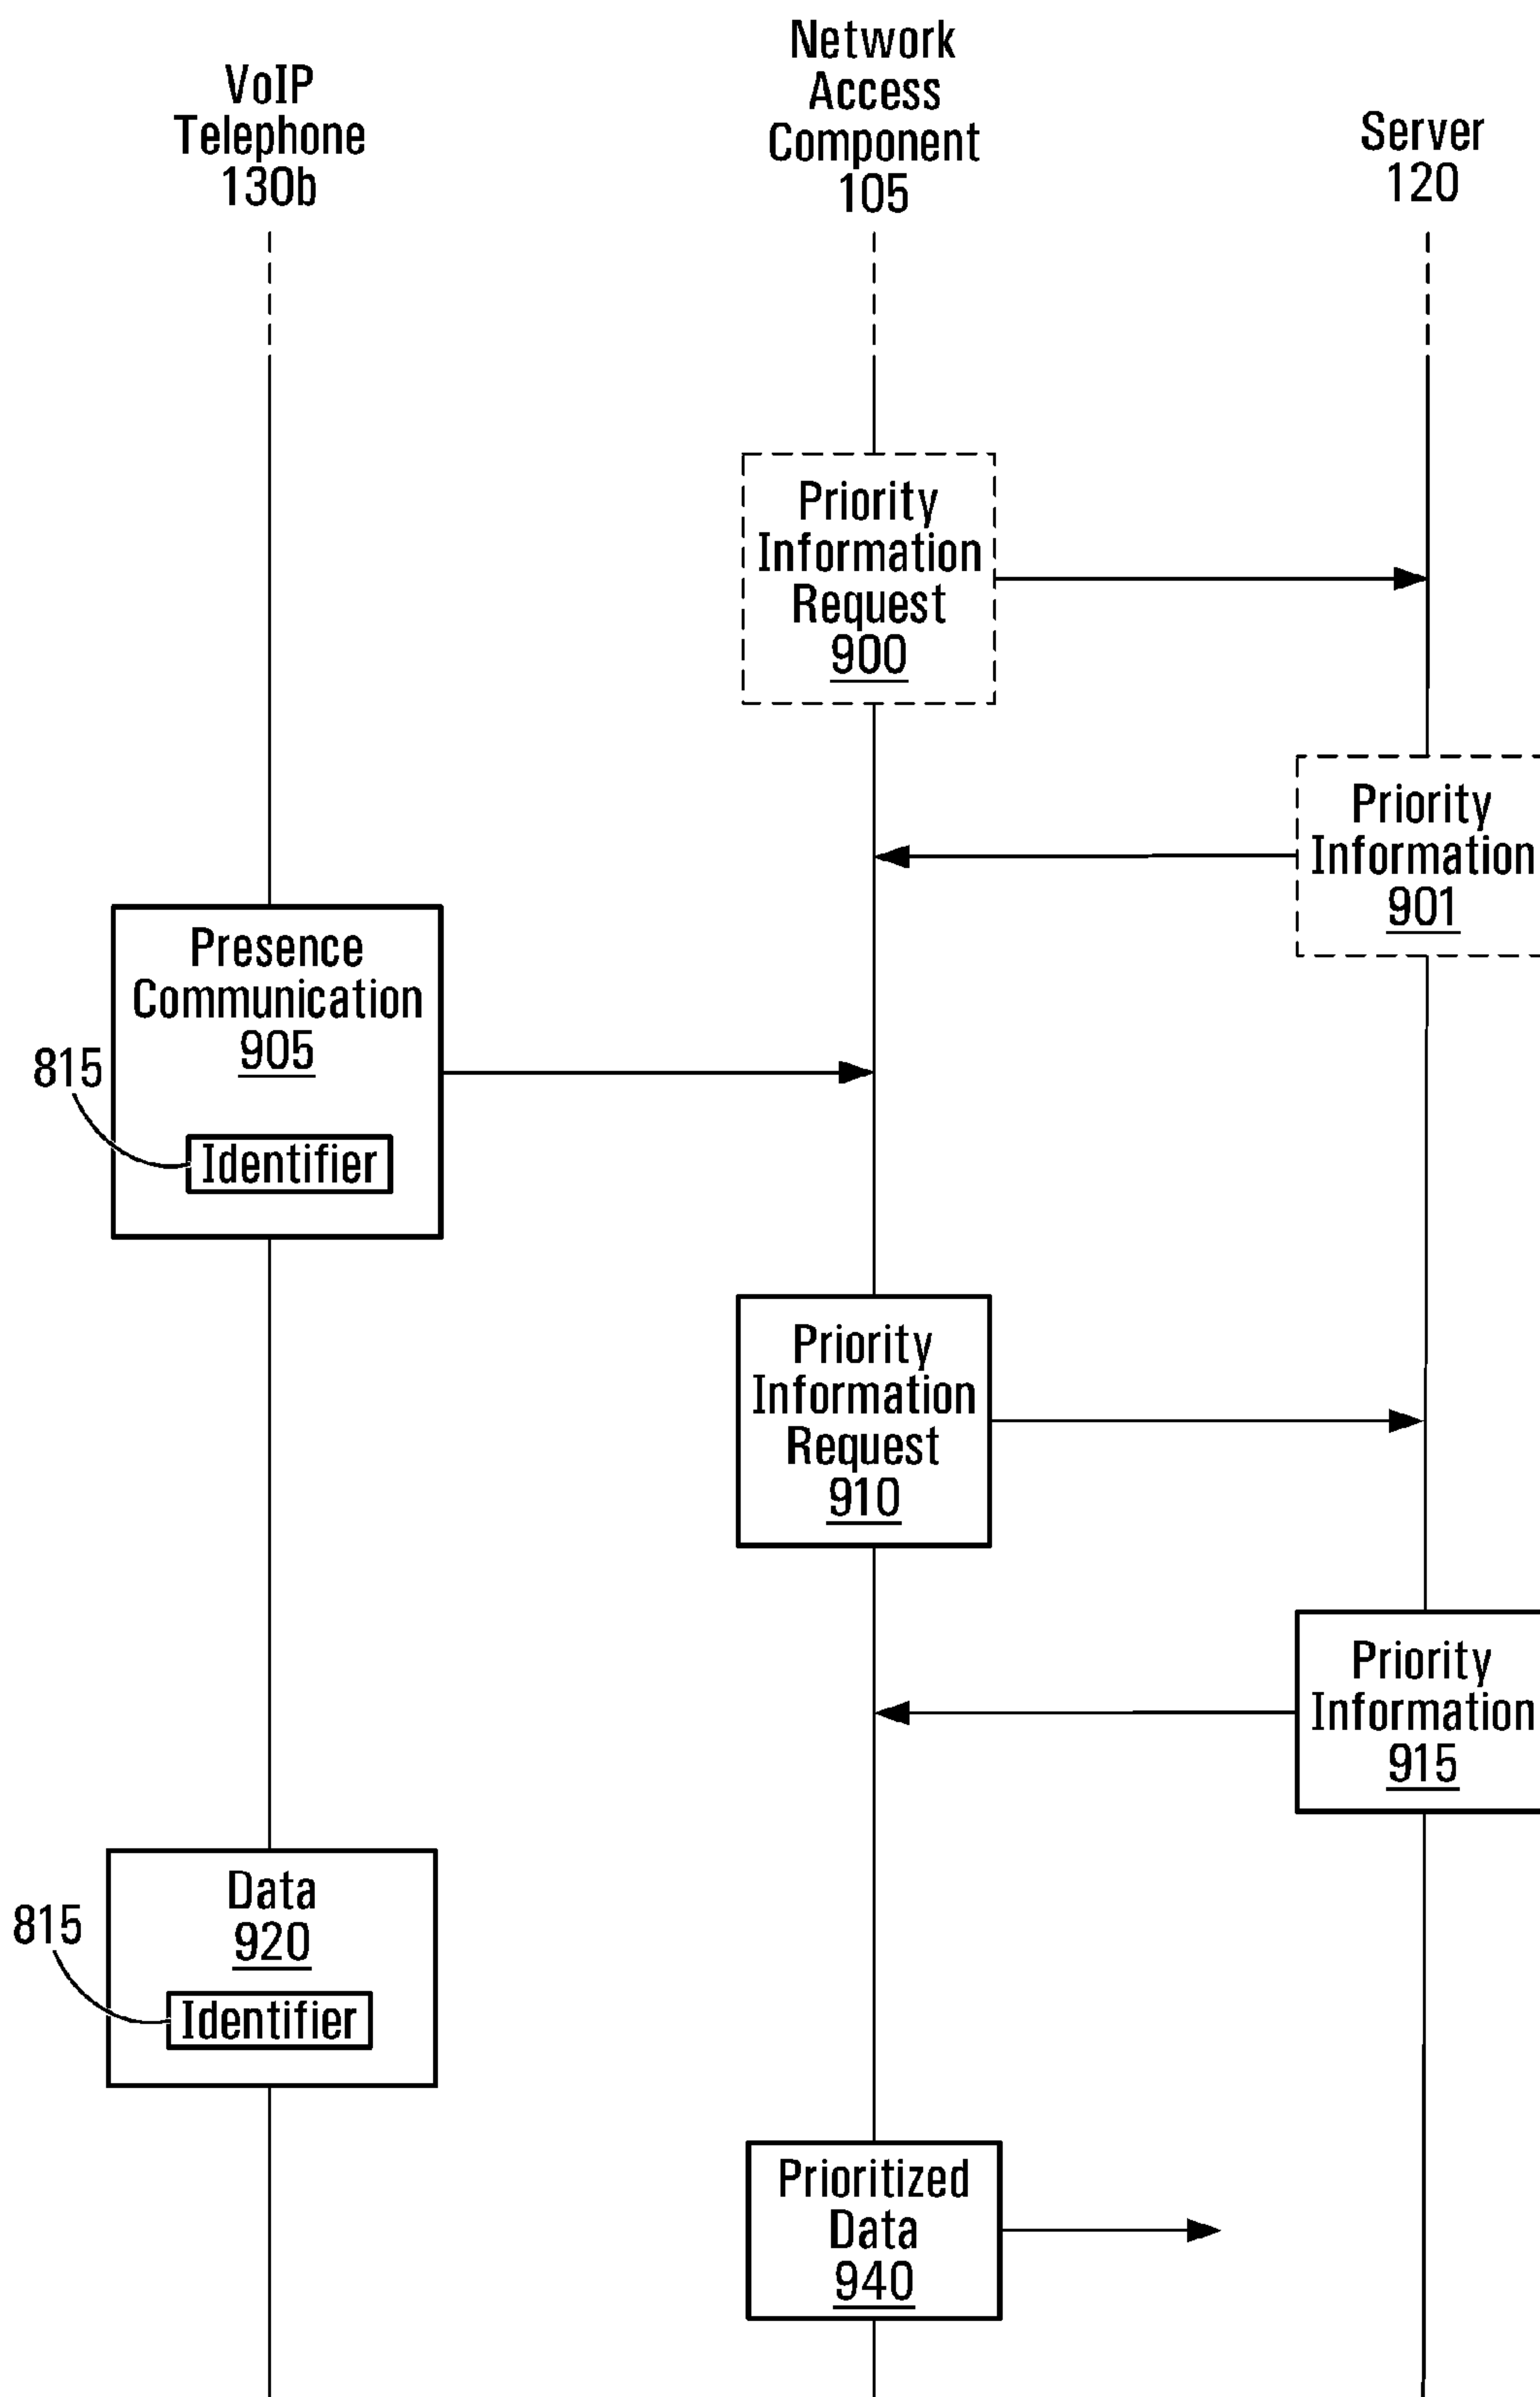 VoIP
Telephone
130b
Network
Access
Component
105
Server
120
Priority
Information
Request
900
Priority
Information
901
Presence
Communication
905
815
Identifier
Priority
Information
Request
910
Priority
Information
915
Data
920
815
Identifier
Prioritized
Data
940